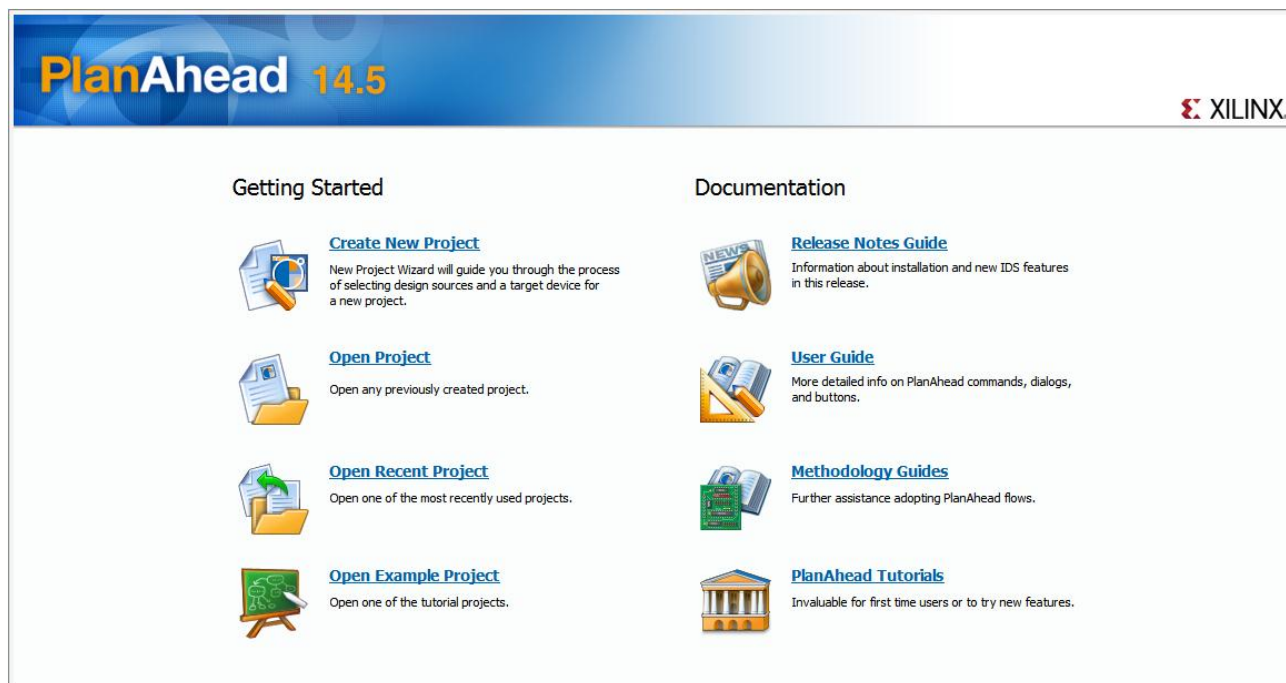 PlanAhead 14.5
XILINX
Getting Started
Create New Project
New Project Wizard will guide you through the process
of selecting design sources and a target device for
a new project.
Open Project
Open any previously created project.
Open Recent Project
Open one of the most recently used projects.
Open Example Project
Open one of the tutorial projects.
Documentation
NEWS
Release Notes Guide
Information about installation and new IDS features
in this release.
User Guide
More detailed info on PlanAhead commands, dialogs,
and buttons.
Methodology Guides
Further assistance adopting PlanAhead flows.
PlanAhead Tutorials
Invaluable for first time users or to try new features.